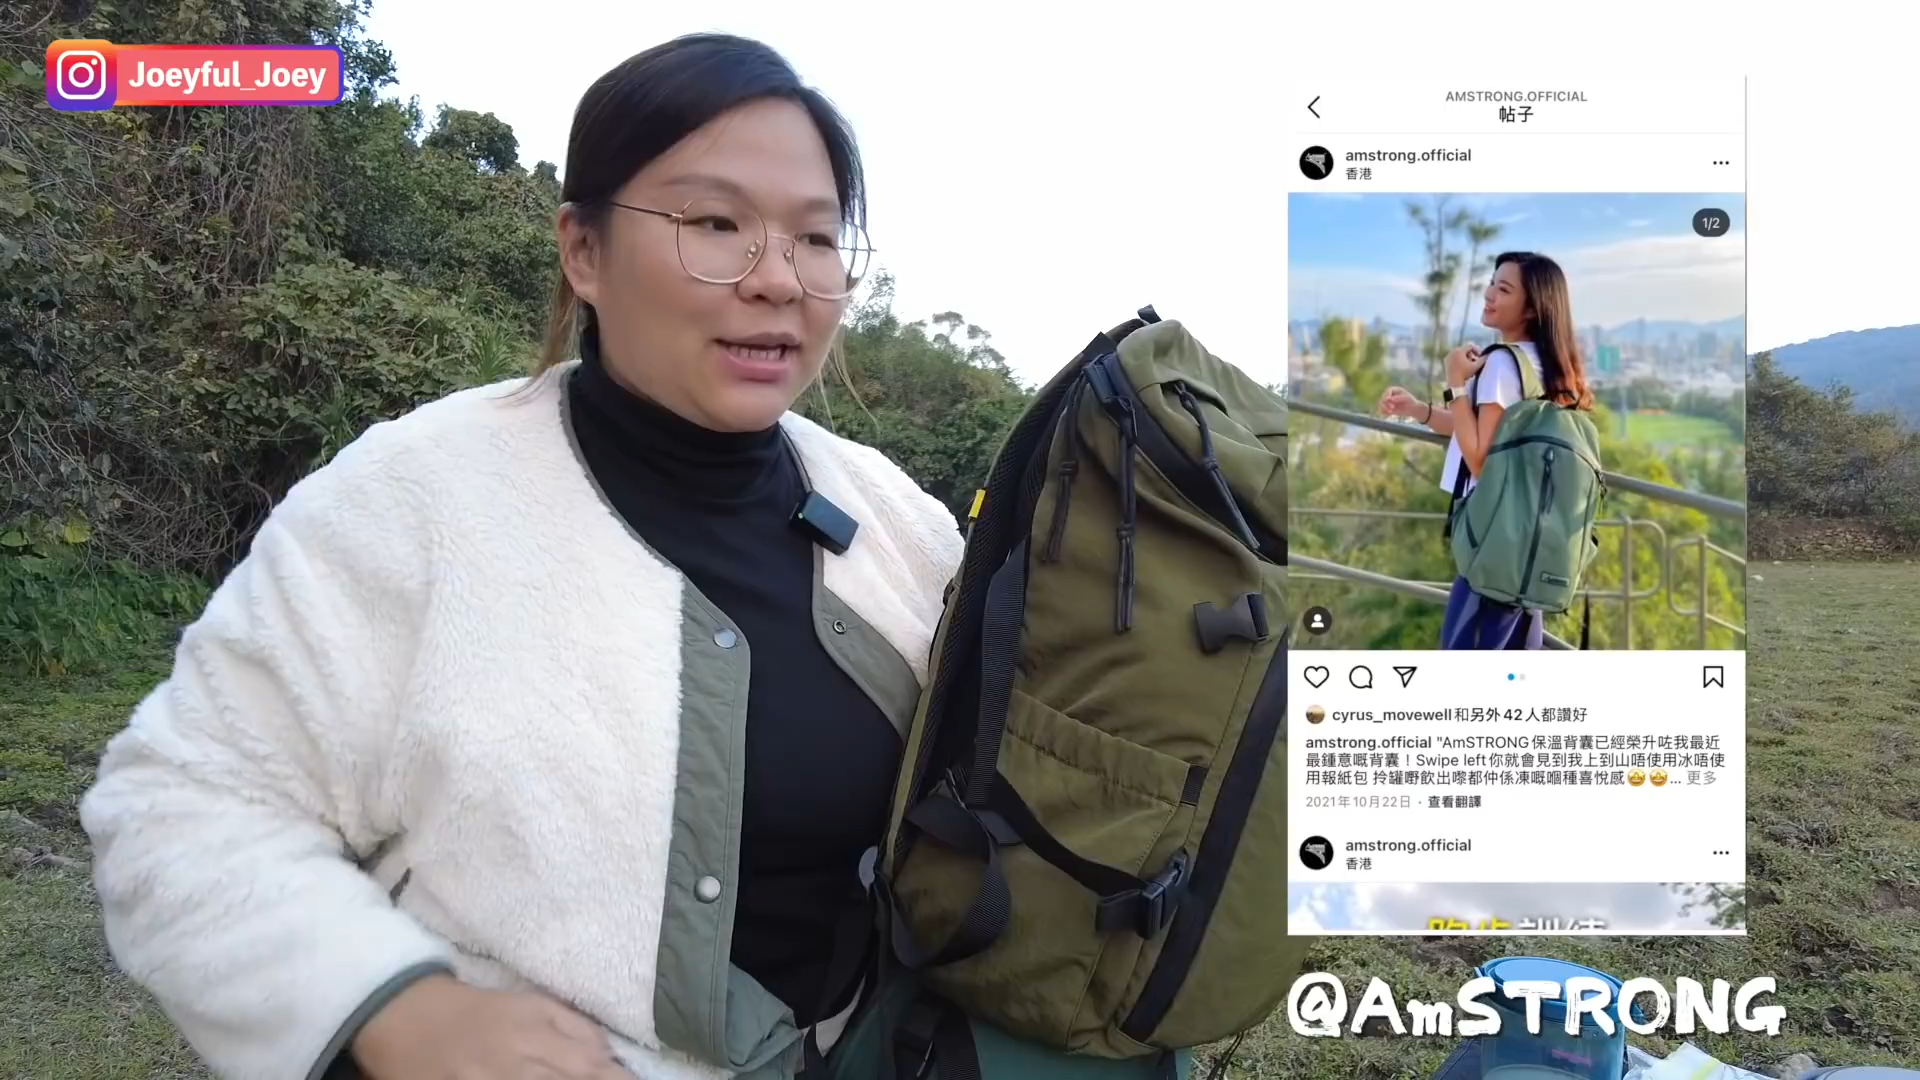 Joeyful_Joey
AMSTRONG.OFFICIAL
帖子
amstrong.official
香港
1/2
cyrus_movewell和另外42人都讚好
amstrong.official "AmSTRONG保溫背囊已經榮升咗我最近
最鍾意嘅背囊！Swipe left你就會見到我上到山唔使用冰唔使
用報紙包 拎罐嘢飲出嚟都仲係凍嘅嗰種喜悅感🤩🤩... 更多
2021年10月22日 · 查看翻譯
amstrong.official
香港
@AmSTRONG